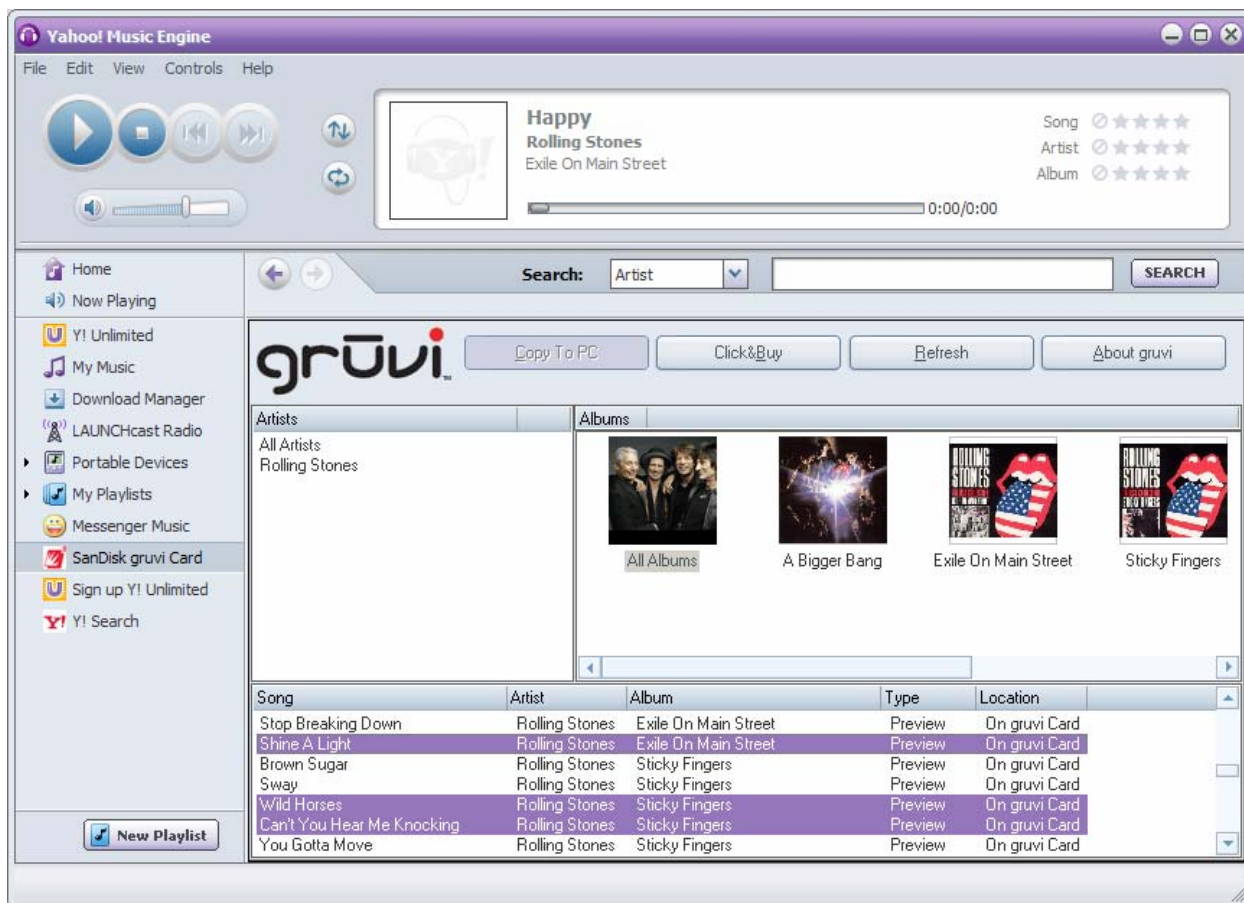 Yahoo! Music Engine
File Edit View Controls Help
Happy
Rolling Stones
Exile On Main Street
0:00/0:00
Song
Artist
Album
Home
Now Playing
Y! Unlimited
My Music
Download Manager
LAUNCHcast Radio
Portable Devices
My Playlists
Messenger Music
SanDisk gruvi Card
Sign up Y! Unlimited
Y! Search
New Playlist
Search: Artist SEARCH
grūvi™ Copy To PC Click&Buy Refresh About gruvi
Artists
All Artists
Rolling Stones
Albums
All Albums A Bigger Bang Exile On Main Street Sticky Fingers
ROLLING STONES
ROLLING STONES
Song Artist Album Type Location
Stop Breaking Down Rolling Stones Exile On Main Street Preview On gruvi Card
Shine A Light Rolling Stones Exile On Main Street Preview On gruvi Card
Brown Sugar Rolling Stones Sticky Fingers Preview On gruvi Card
Sway Rolling Stones Sticky Fingers Preview On gruvi Card
Wild Horses Rolling Stones Sticky Fingers Preview On gruvi Card
Can't You Hear Me Knocking Rolling Stones Sticky Fingers Preview On gruvi Card
You Gotta Move Rolling Stones Sticky Fingers Preview On gruvi Card